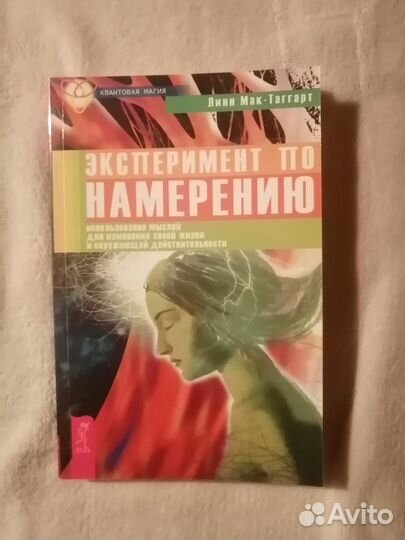 КВАНТОВАЯ МАГИЯ
Линн Мак-Таггарт
ЭКСПЕРИМЕНТ ПО
НАМЕРЕНИЮ
использование мыслей
для изменения своей жизни
и окружающей действительности
Avito